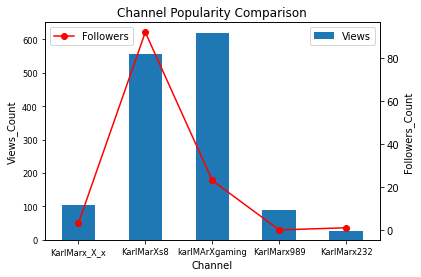 Channel Popularity Comparison
Followers
Views
Views_Count
600
500
400
300
200
100
0
80
60
40
20
0
Followers_Count
KarlMarx_X_x
KarlMarXs8
karlMArXgaming
KarlMarx989
KarlMarx232
Channel